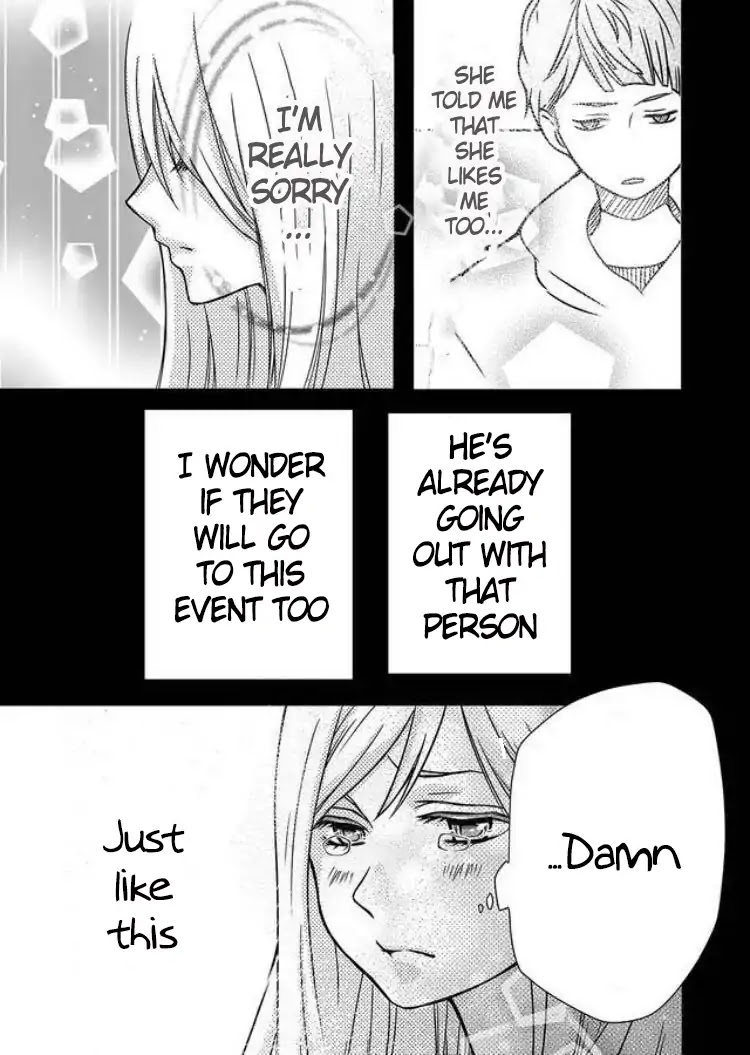 SHE
TOLD ME
THAT
SHE
LIKES
ME
TOO...
I'M
REALLY
SORRY
...
HE'S
ALREADY
GOING
OUT WITH
THAT
PERSON
I WONDER
IF THEY
WILL GO
TO THIS
EVENT TOO
...Damn
Just
like
this